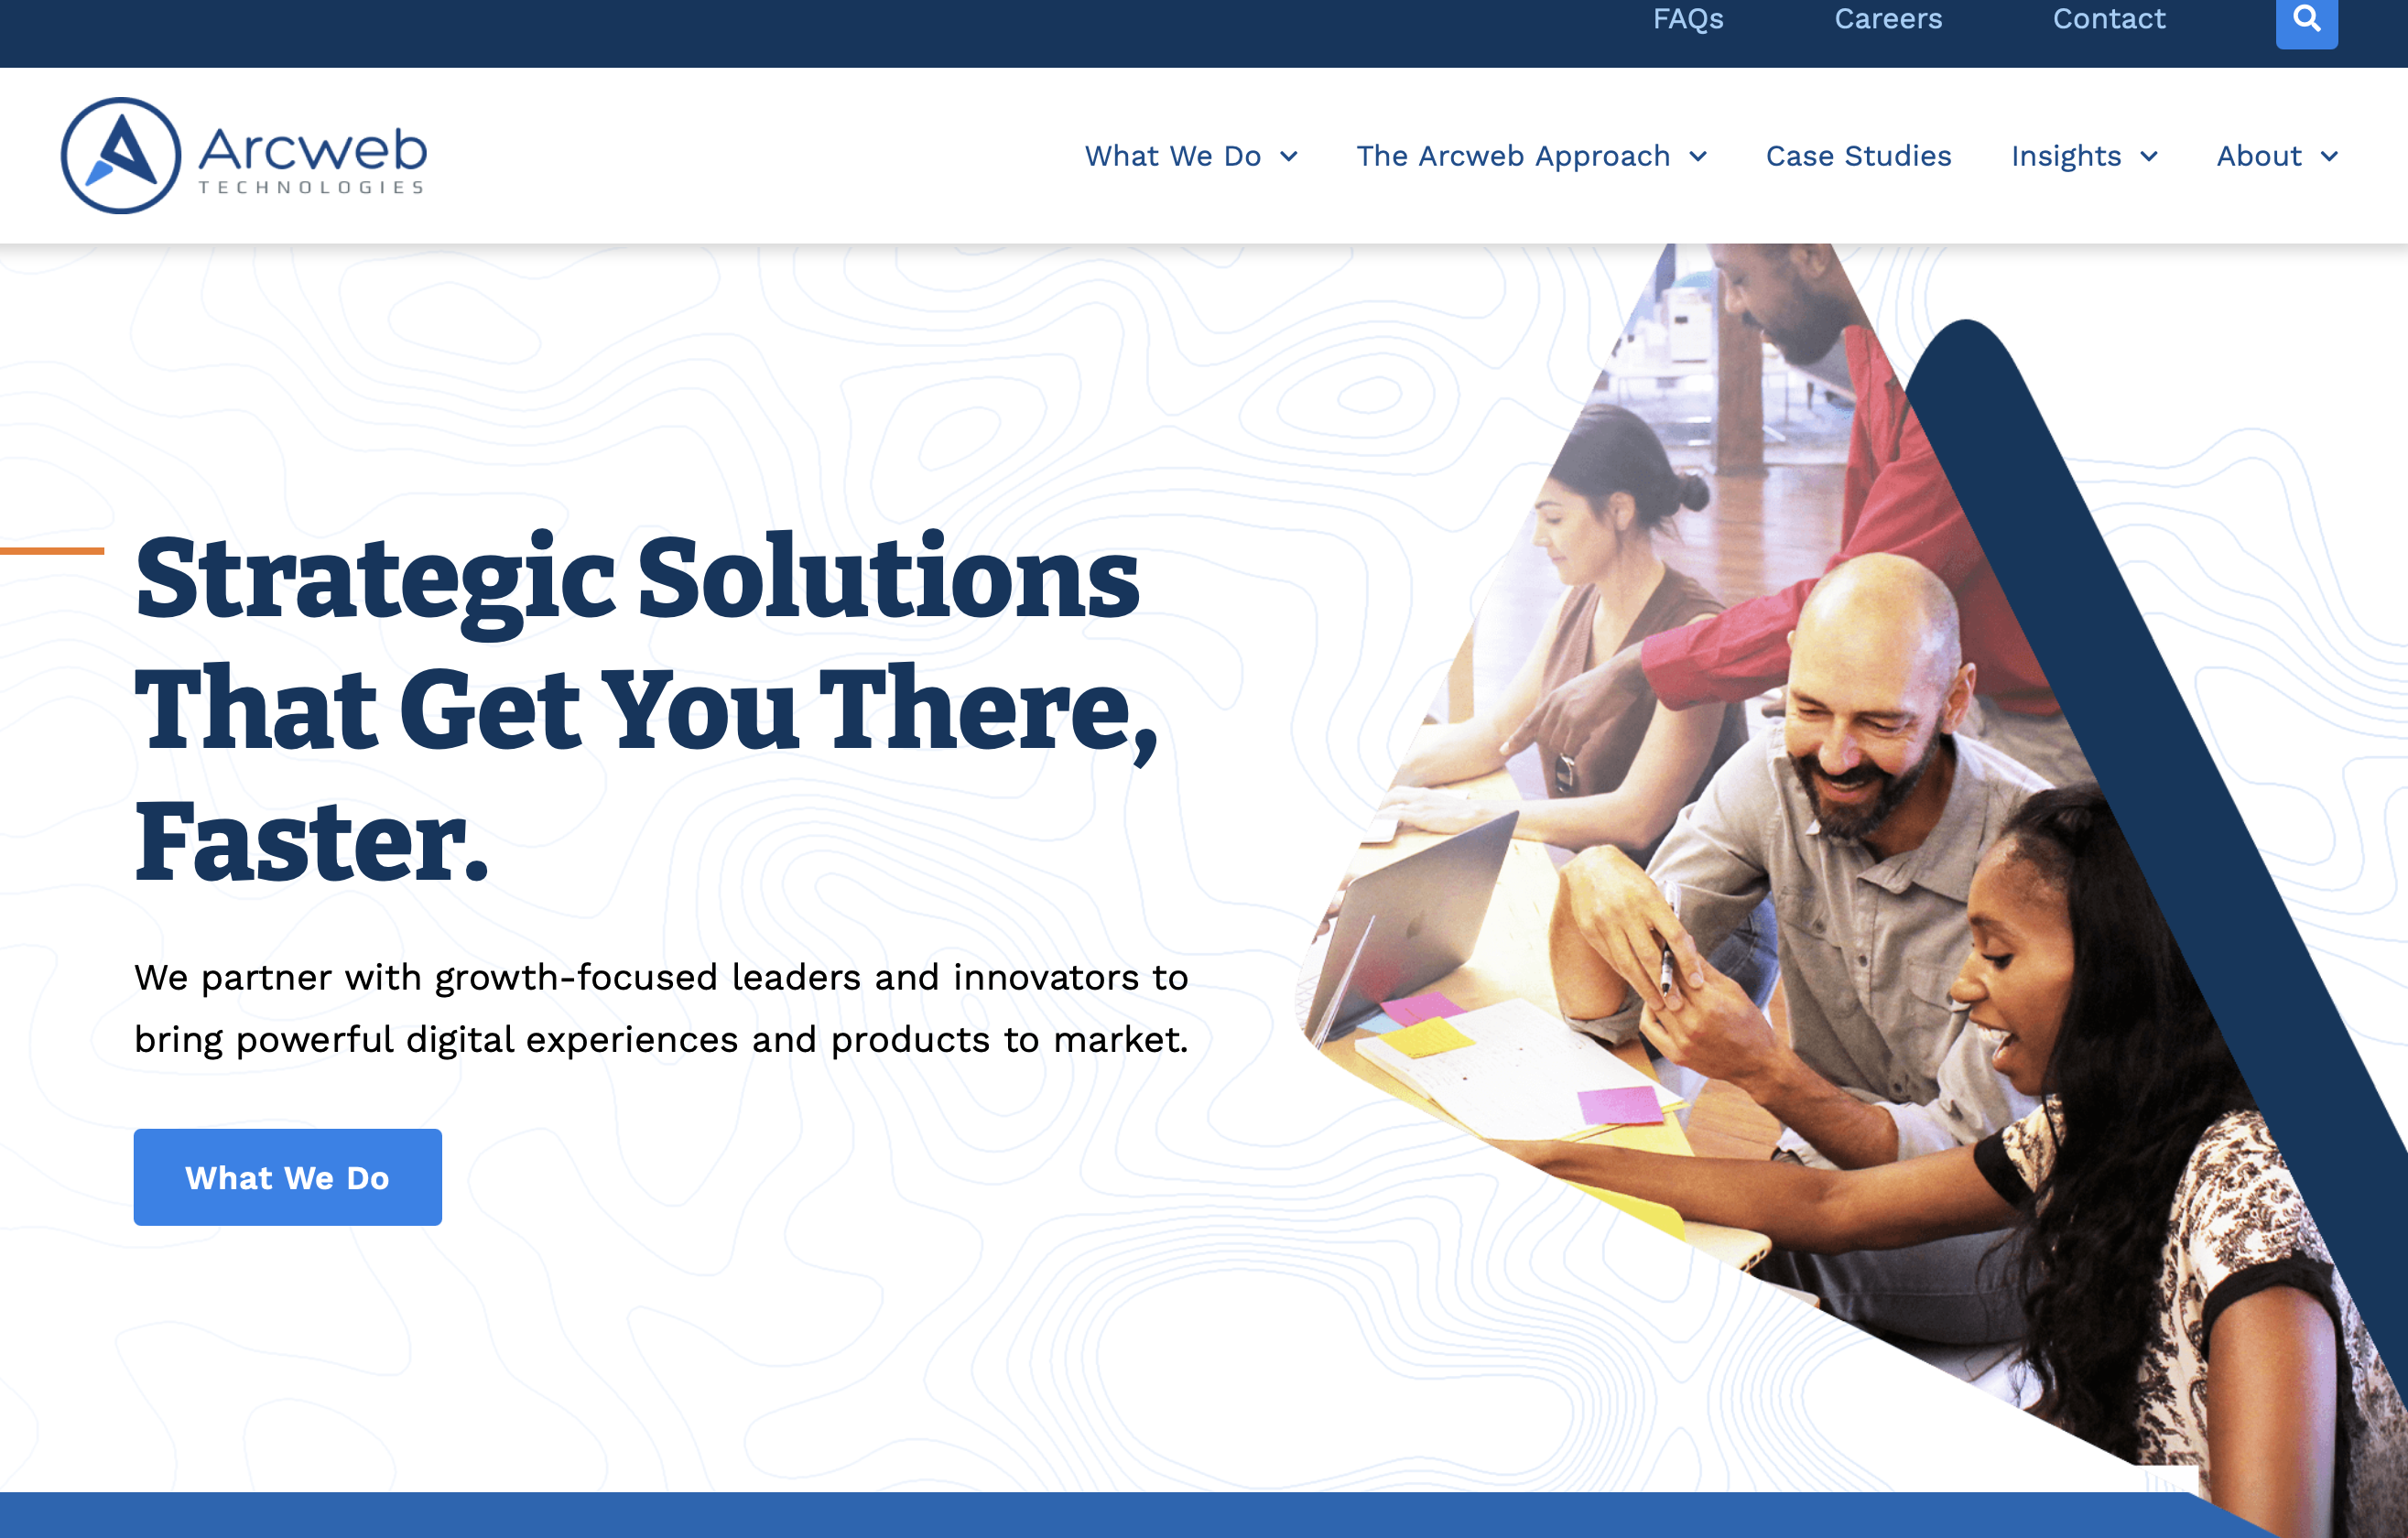 FAQs Careers Contact
Arcweb
TECHNOLOGIES
What We Do The Arcweb Approach Case Studies Insights About
Strategic Solutions
That Get You There,
Faster.
We partner with growth-focused leaders and innovators to
bring powerful digital experiences and products to market.
What We Do